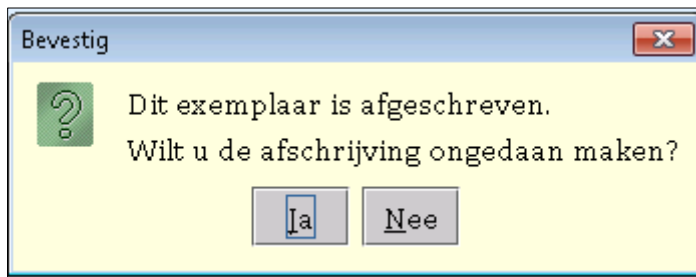 Bevestig
Dit exemplaar is afgeschreven.
Wilt u de afschrijving ongedaan maken?
Ja Nee